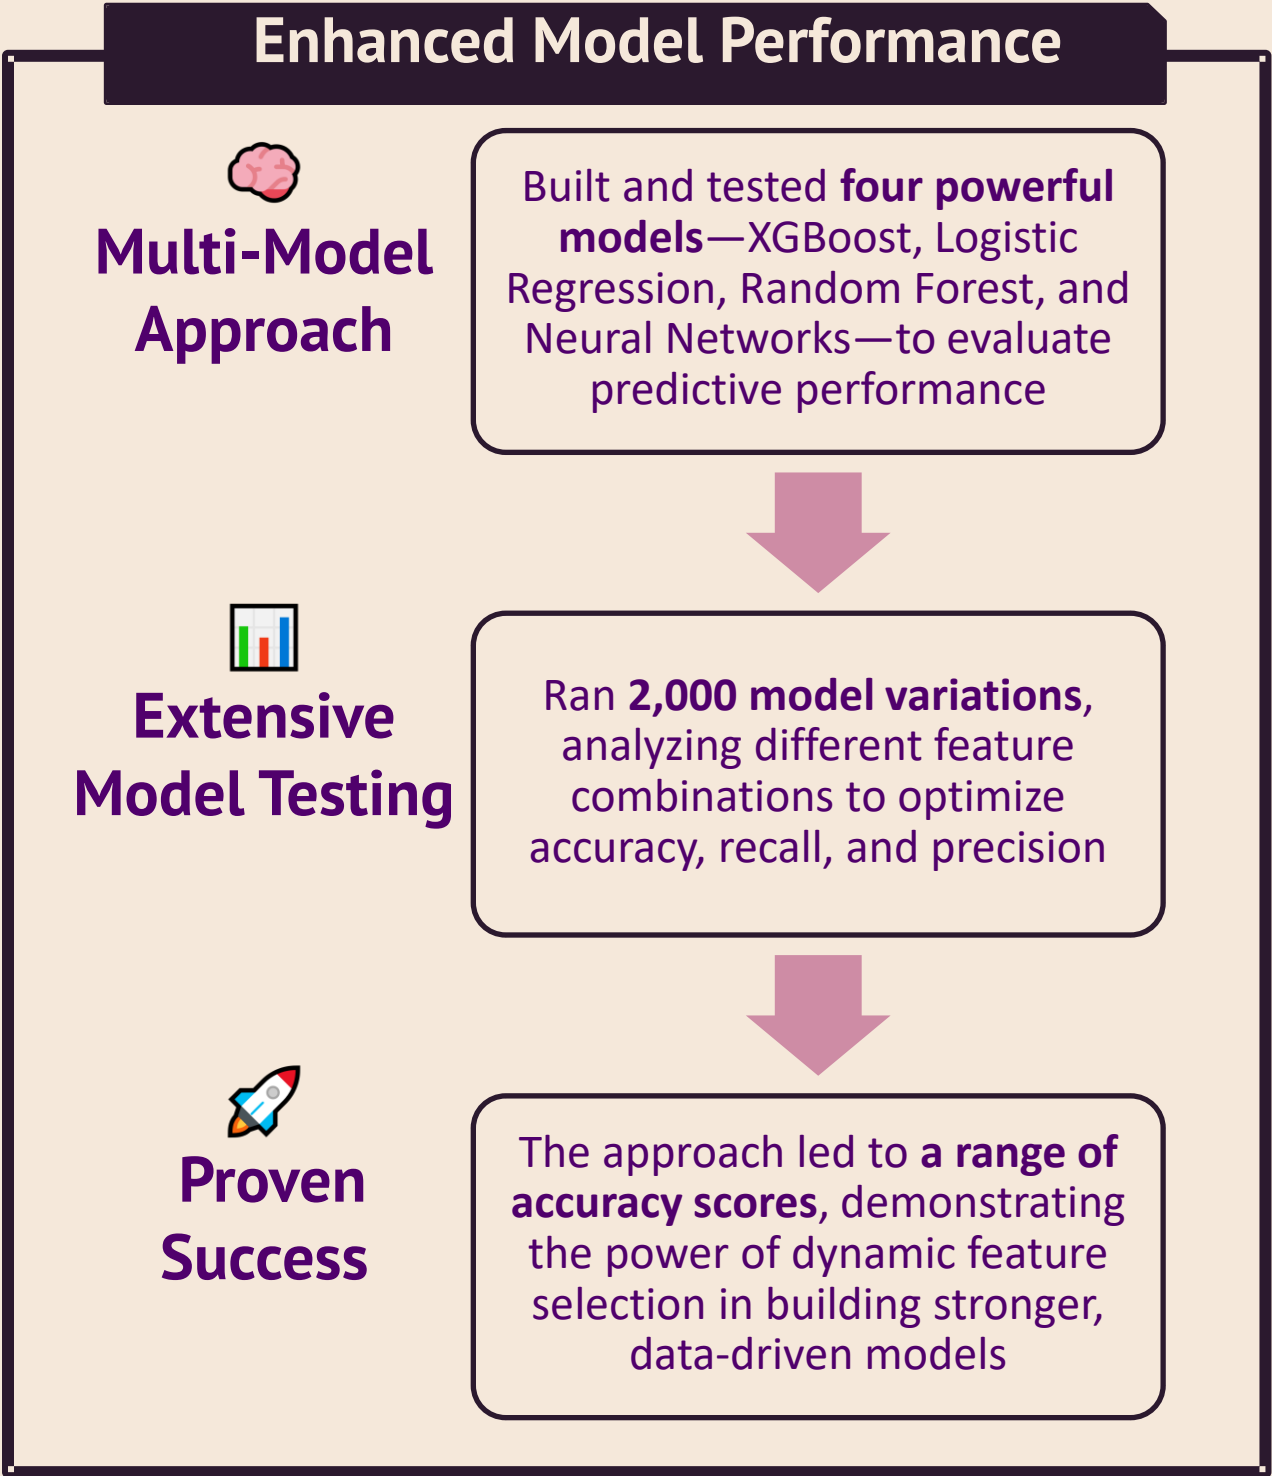 Enhanced Model Performance
Multi-Model
Approach
Built and tested four powerful
models—XGBoost, Logistic
Regression, Random Forest, and
Neural Networks—to evaluate
predictive performance
Extensive
Model Testing
Ran 2,000 model variations,
analyzing different feature
combinations to optimize
accuracy, recall, and precision
Proven
Success
The approach led to a range of
accuracy scores, demonstrating
the power of dynamic feature
selection in building stronger,
data-driven models